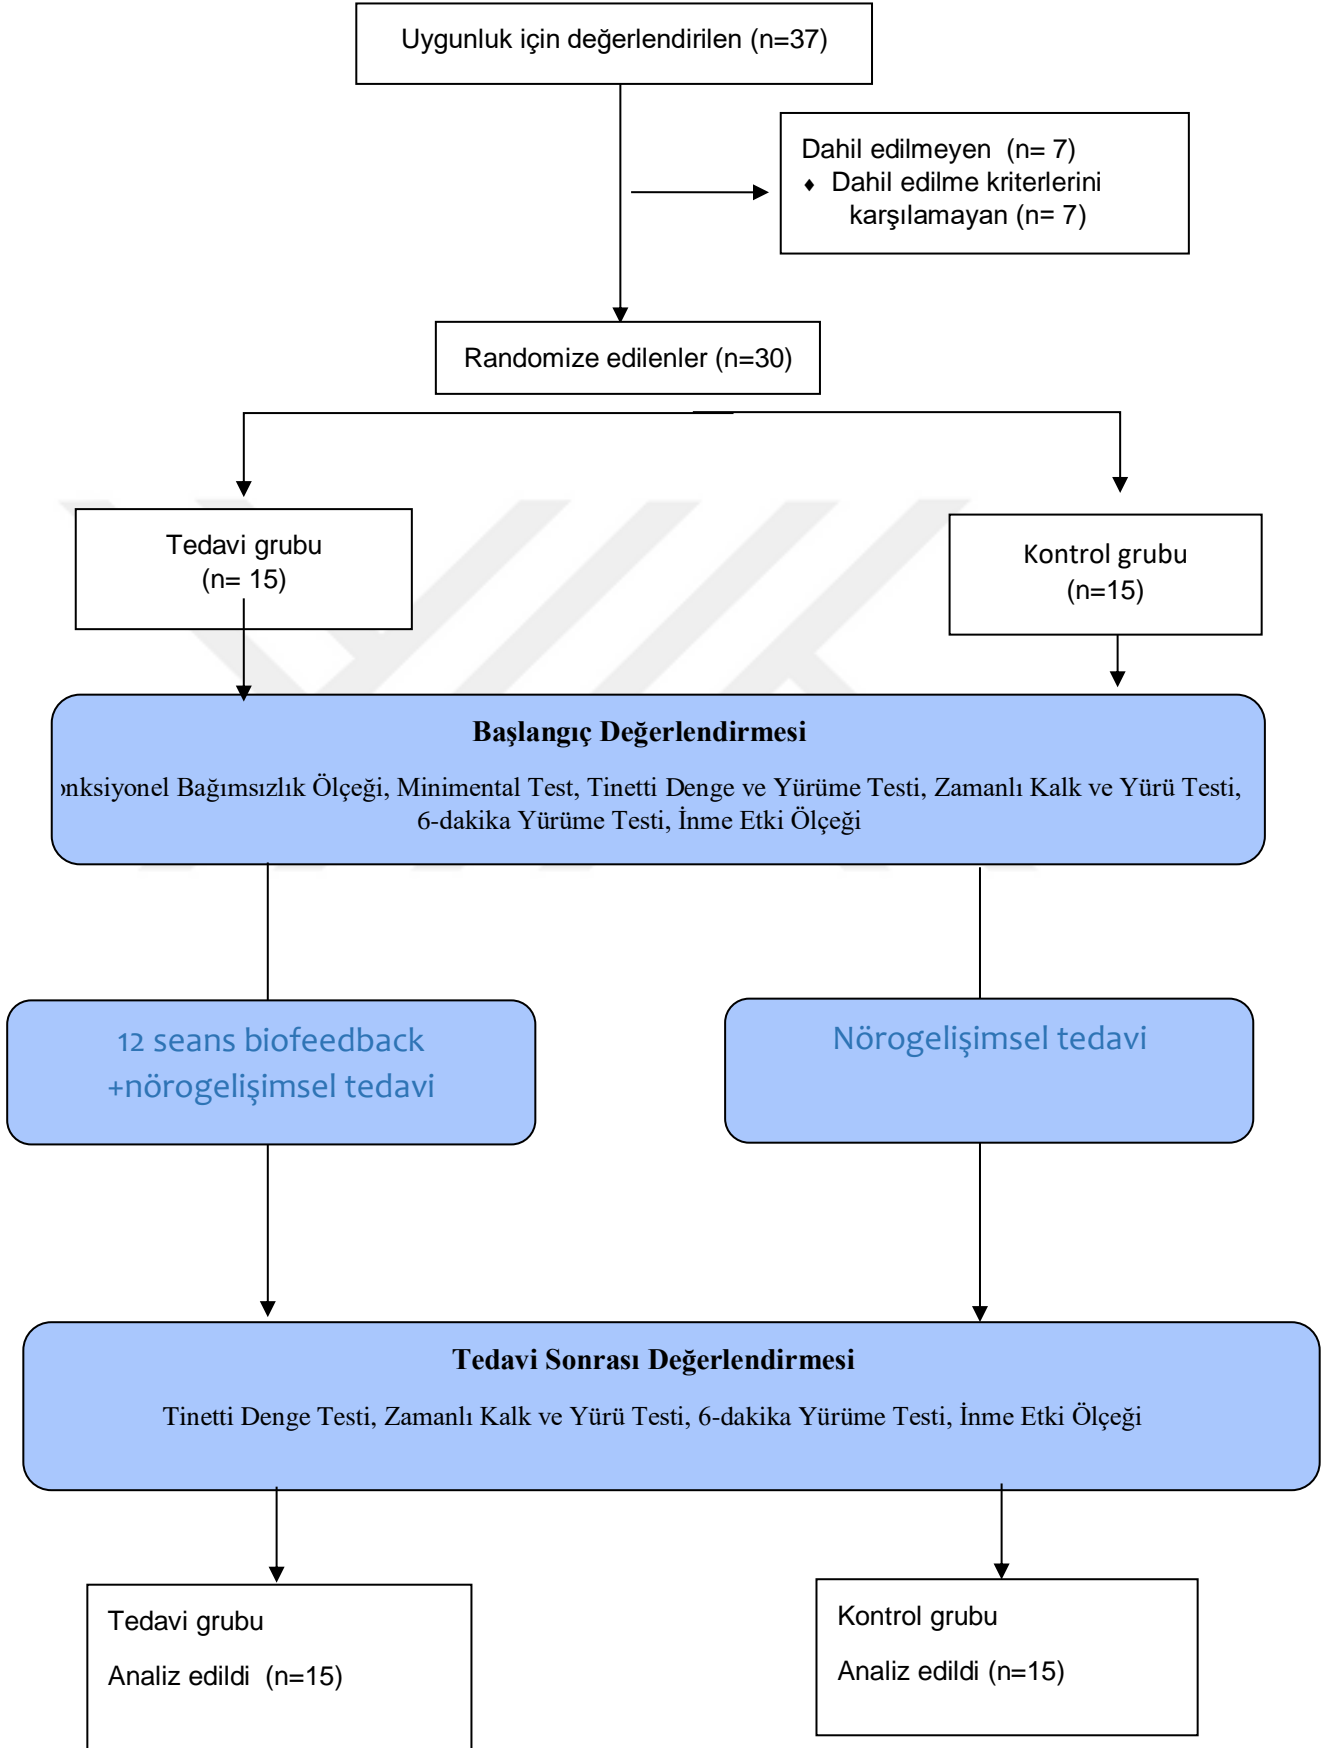 Uygunluk için değerlendirilen (n=37)
Dahil edilmeyen (n= 7)
♦ Dahil edilme kriterlerini
karşılamayan (n= 7)
Randomize edilenler (n=30)
Tedavi grubu
(n= 15)
Kontrol grubu
(n=15)
Başlangıç Değerlendirmesi
Bağımsızlık Ölçeği, Minimental Test, Tinetti Denge ve Yürüme Testi, Zamanlı Kalk ve Yürü Testi,
6-dakika Yürüme Testi, İnme Etki Ölçeği
12 seans biofeedback
+nörogelişimsel tedavi
Nörogelişimsel tedavi
Tedavi Sonrası Değerlendirmesi
Tinetti Denge Testi, Zamanlı Kalk ve Yürü Testi, 6-dakika Yürüme Testi, İnme Etki Ölçeği
Tedavi grubu
Analiz edildi (n=15)
Kontrol grubu
Analiz edildi (n=15)